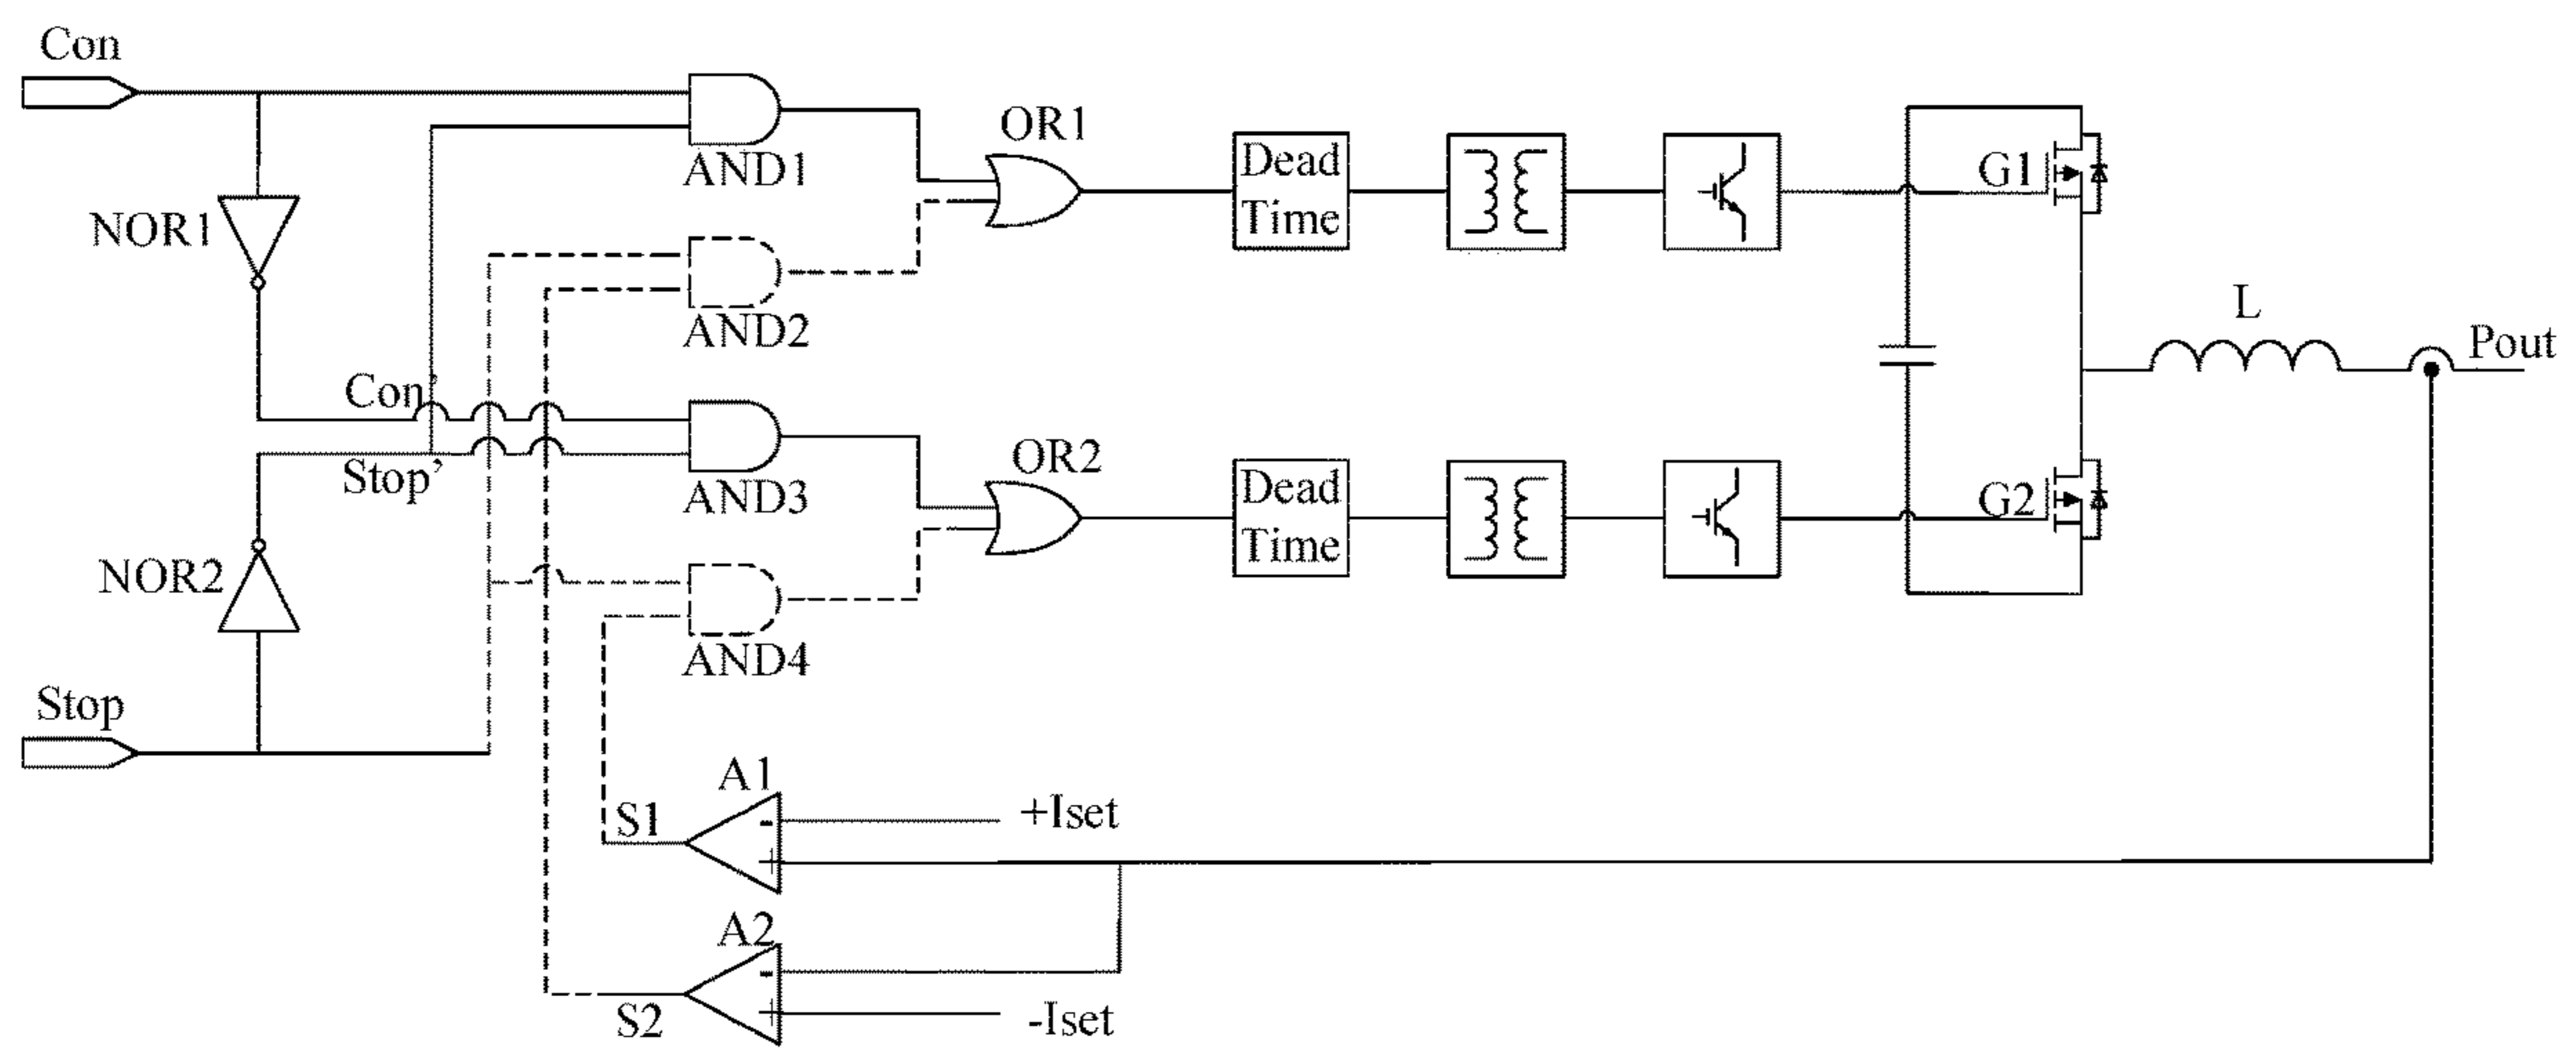 Con
OR1
AND1
Dead
Time
G1
NOR1
AND2
L
Pout
Con'
Stop'
OR2
AND3
Dead
Time
G2
NOR2
AND4
Stop
A1
S1
-
+
+Iset
A2
S2
-
+
-Iset